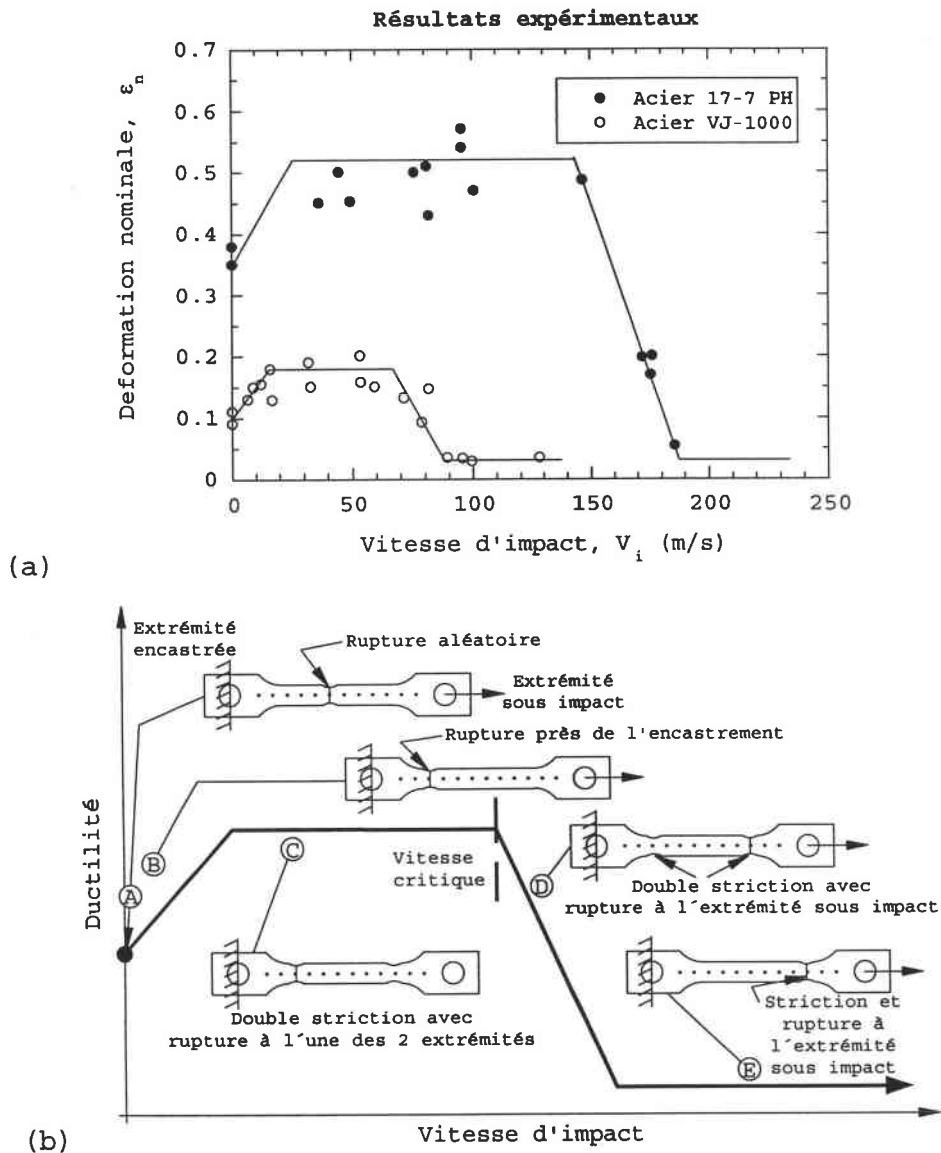 Résultats expérimentaux
Déformation nominale, εn
0.7
0.6
0.5
0.4
0.3
0.2
0.1
0
Acier 17-7 PH
Acier VJ-1000
0 50 100 150 200 250
Vitesse d'impact, Vi (m/s)
(a)
Ductilité
Extrémité
encastrée
Rupture aléatoire
Extrémité
sous impact
Rupture près de l'encastrement
A
B
C
Vitesse
critique
D
Double striction avec
rupture à l'extrémité sous impact
Double striction avec
rupture à l'une des 2 extrémités
Striction et
rupture à
l'extrémité
sous impact
E
Vitesse d'impact
(b)